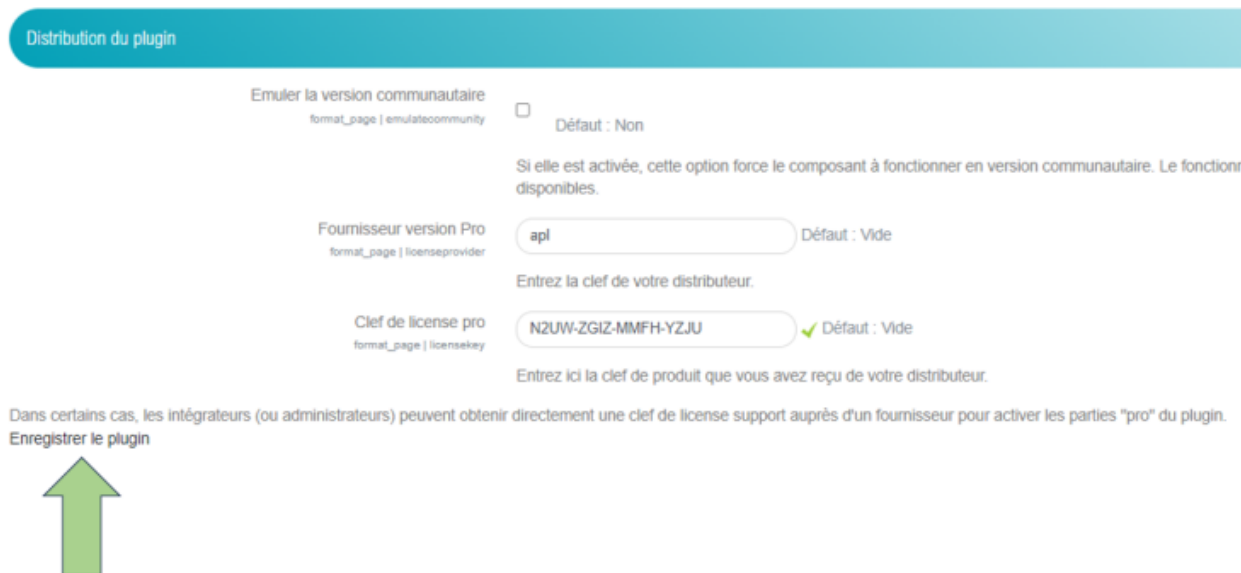 Distribution du plugin
Emuler la version communautaire
format_page | emulatecommunity
Défaut : Non
Si elle est activée, cette option force le composant à fonctionner en version communautaire. Le fonctionn
disponibles.
Fournisseur version Pro
format_page | licenseprovider
apl Défaut : Vide
Entrez la clef de votre distributeur.
Clef de license pro
format_page | licensekey
N2UW-ZGIZ-MMFH-YZJU Défaut : Vide
Entrez ici la clef de produit que vous avez reçu de votre distributeur.
Dans certains cas, les intégrateurs (ou administrateurs) peuvent obtenir directement une clef de license support auprès d'un fournisseur pour activer les parties "pro" du plugin.
Enregistrer le plugin